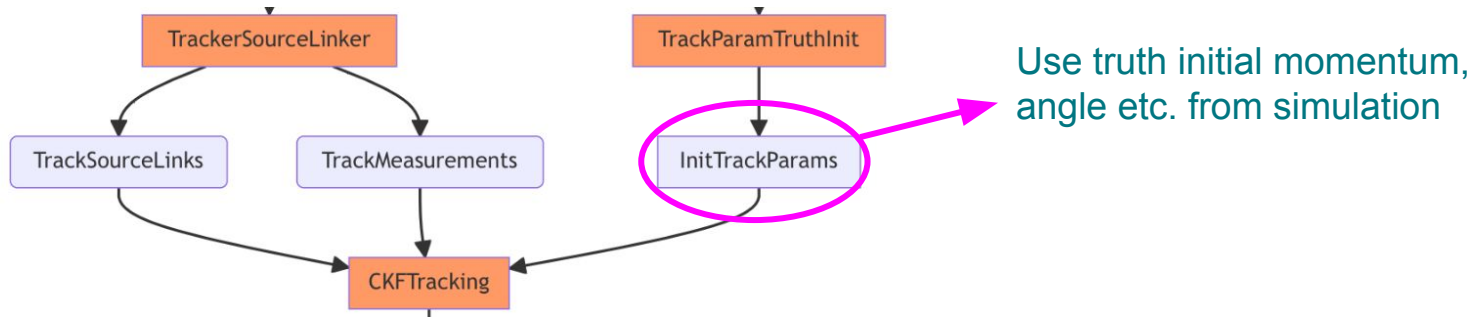 TrackerSourceLinker
TrackParamTruthInit
Use truth initial momentum,
angle etc. from simulation
TrackSourceLinks
TrackMeasurements
InitTrackParams
CKFTracking